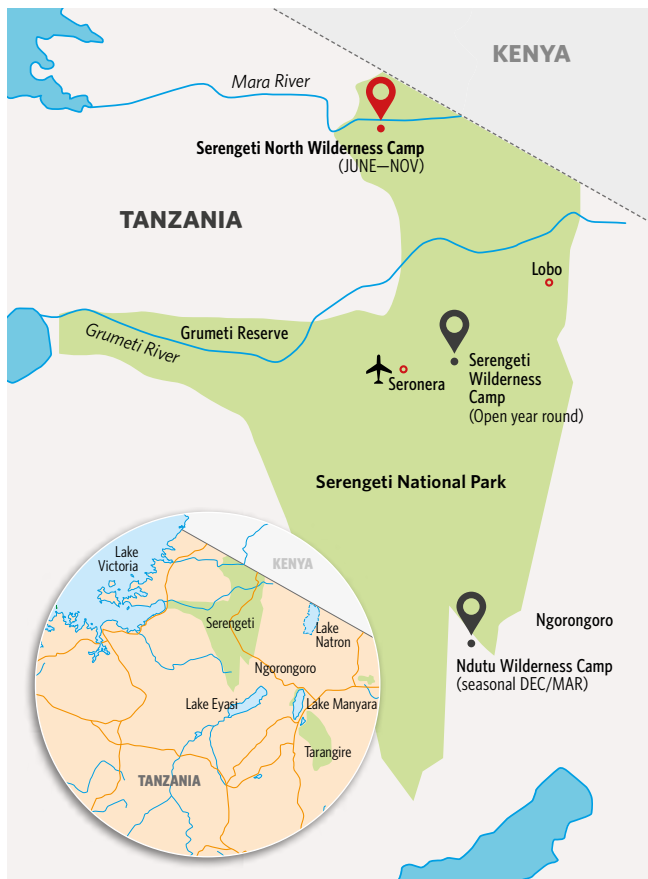 KENYA
Mara River
Serengeti North Wilderness Camp
(JUNE—NOV)
TANZANIA
Lobo
Grumeti Reserve
Grumeti River
Serengeti
Wilderness
Camp
(Open year round)
Seronera
Serengeti National Park
Ngorongoro
Ndutu Wilderness Camp
(seasonal DEC/MAR)
Lake
Victoria
KENYA
Serengeti
Lake
Natron
Ngorongoro
Lake Eyasi
Lake Manyara
Tarangire
TANZANIA